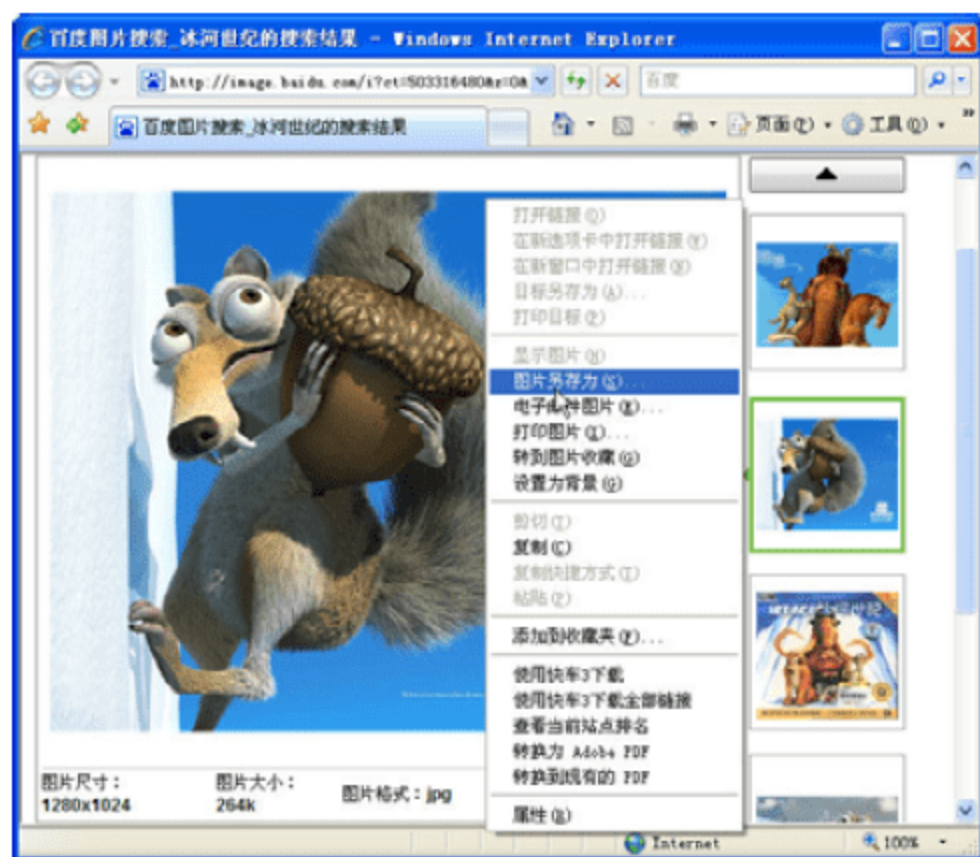 百度图片搜索_冰河世纪的搜索结果 - Windows Internet Explorer
http://image.baidu.com/i?ct=503316480&z=0&
百度
百度图片搜索_冰河世纪的搜索结果
页面(P)
工具(O)
打开链接(O)
在新选项卡中打开链接(W)
在新窗口中打开链接(N)
目标另存为(A)...
打印目标(P)
显示图片(H)
图片另存为(S)...
电子邮件图片(E)...
打印图片(I)...
转到图片收藏(G)
设置为背景(G)
剪切(T)
复制(C)
复制快捷方式(T)
粘贴(P)
添加到收藏夹(F)...
使用快车3下载
使用快车3下载全部链接
查看当前站点排名
转换为 Adobe PDF
转换到现有的 PDF
属性(R)
图片尺寸：
1280x1024
图片大小：
264k
图片格式：jpg
Internet
100%